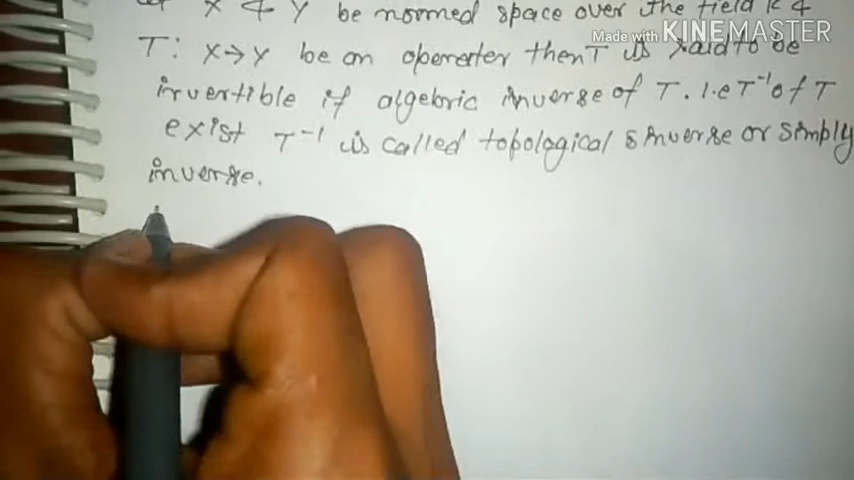 X & Y be normed space over the field K &
Made with KINEMASTER
T: X→Y be an operater then T is said to be
invertible if algebric inverse of T. i.e T⁻¹ of T
exist T⁻¹ is called topological inverse or simply
inverse.